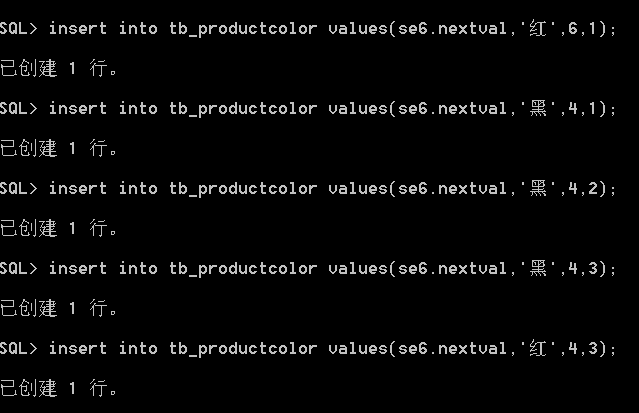 SQL> insert into tb_productcolor values(se6.nextval,'红',6,1);
已创建 1 行。
SQL> insert into tb_productcolor values(se6.nextval,'黑',4,1);
已创建 1 行。
SQL> insert into tb_productcolor values(se6.nextval,'黑',4,2);
已创建 1 行。
SQL> insert into tb_productcolor values(se6.nextval,'黑',4,3);
已创建 1 行。
SQL> insert into tb_productcolor values(se6.nextval,'红',4,3);
已创建 1 行。